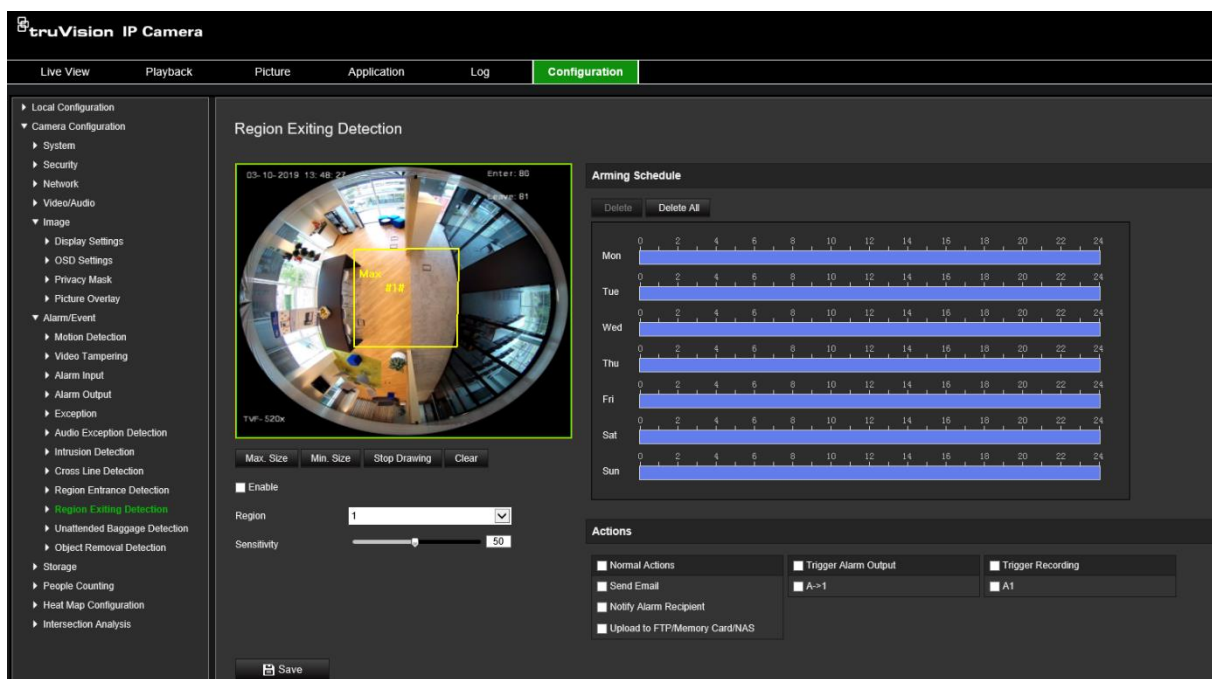 truVision IP Camera
Live View Playback Picture Application Log Configuration
Local Configuration
Camera Configuration
System
Security
Network
Video/Audio
Image
Display Settings
OSD Settings
Privacy Mask
Picture Overlay
Alarm/Event
Motion Detection
Video Tampering
Alarm Input
Alarm Output
Exception
Audio Exception Detection
Intrusion Detection
Cross Line Detection
Region Entrance Detection
Region Exiting Detection
Unattended Baggage Detection
Object Removal Detection
Storage
People Counting
Heat Map Configuration
Intersection Analysis
Region Exiting Detection
03-10-2019 13:48:27
Enter:80
Leave:81
Max
#1#
TVF-520x
Max. Size Min. Size Stop Drawing Clear
Enable
Region 1
Sensitivity 50
Save
Arming Schedule
Delete Delete All
0 2 4 6 8 10 12 14 16 18 20 22 24
Mon
0 2 4 6 8 10 12 14 16 18 20 22 24
Tue
0 2 4 6 8 10 12 14 16 18 20 22 24
Wed
0 2 4 6 8 10 12 14 16 18 20 22 24
Thu
0 2 4 6 8 10 12 14 16 18 20 22 24
Fri
0 2 4 6 8 10 12 14 16 18 20 22 24
Sat
0 2 4 6 8 10 12 14 16 18 20 22 24
Sun
Actions
Normal Actions Trigger Alarm Output Trigger Recording
Send Email A->1 A1
Notify Alarm Recipient
Upload to FTP/Memory Card/NAS